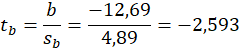 t_b = b/s_b = −12,69/4,89 = −2,593